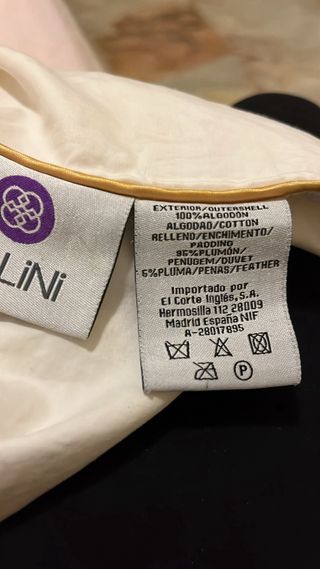 LiNi
EXTERIOR/OUTERSHELL
100% ALGODÓN
ALGODAO/COTTON
RELLENO/ENCHIMENTO/
PADDING
95% PLUMÓN/
PENUGEM/DUVET
5% PLUMA/PENAS/FEATHER
Importado por
El Corte Inglés, S.A.
Hermosilla 112 28009
Madrid España NIF
A-28017895
P